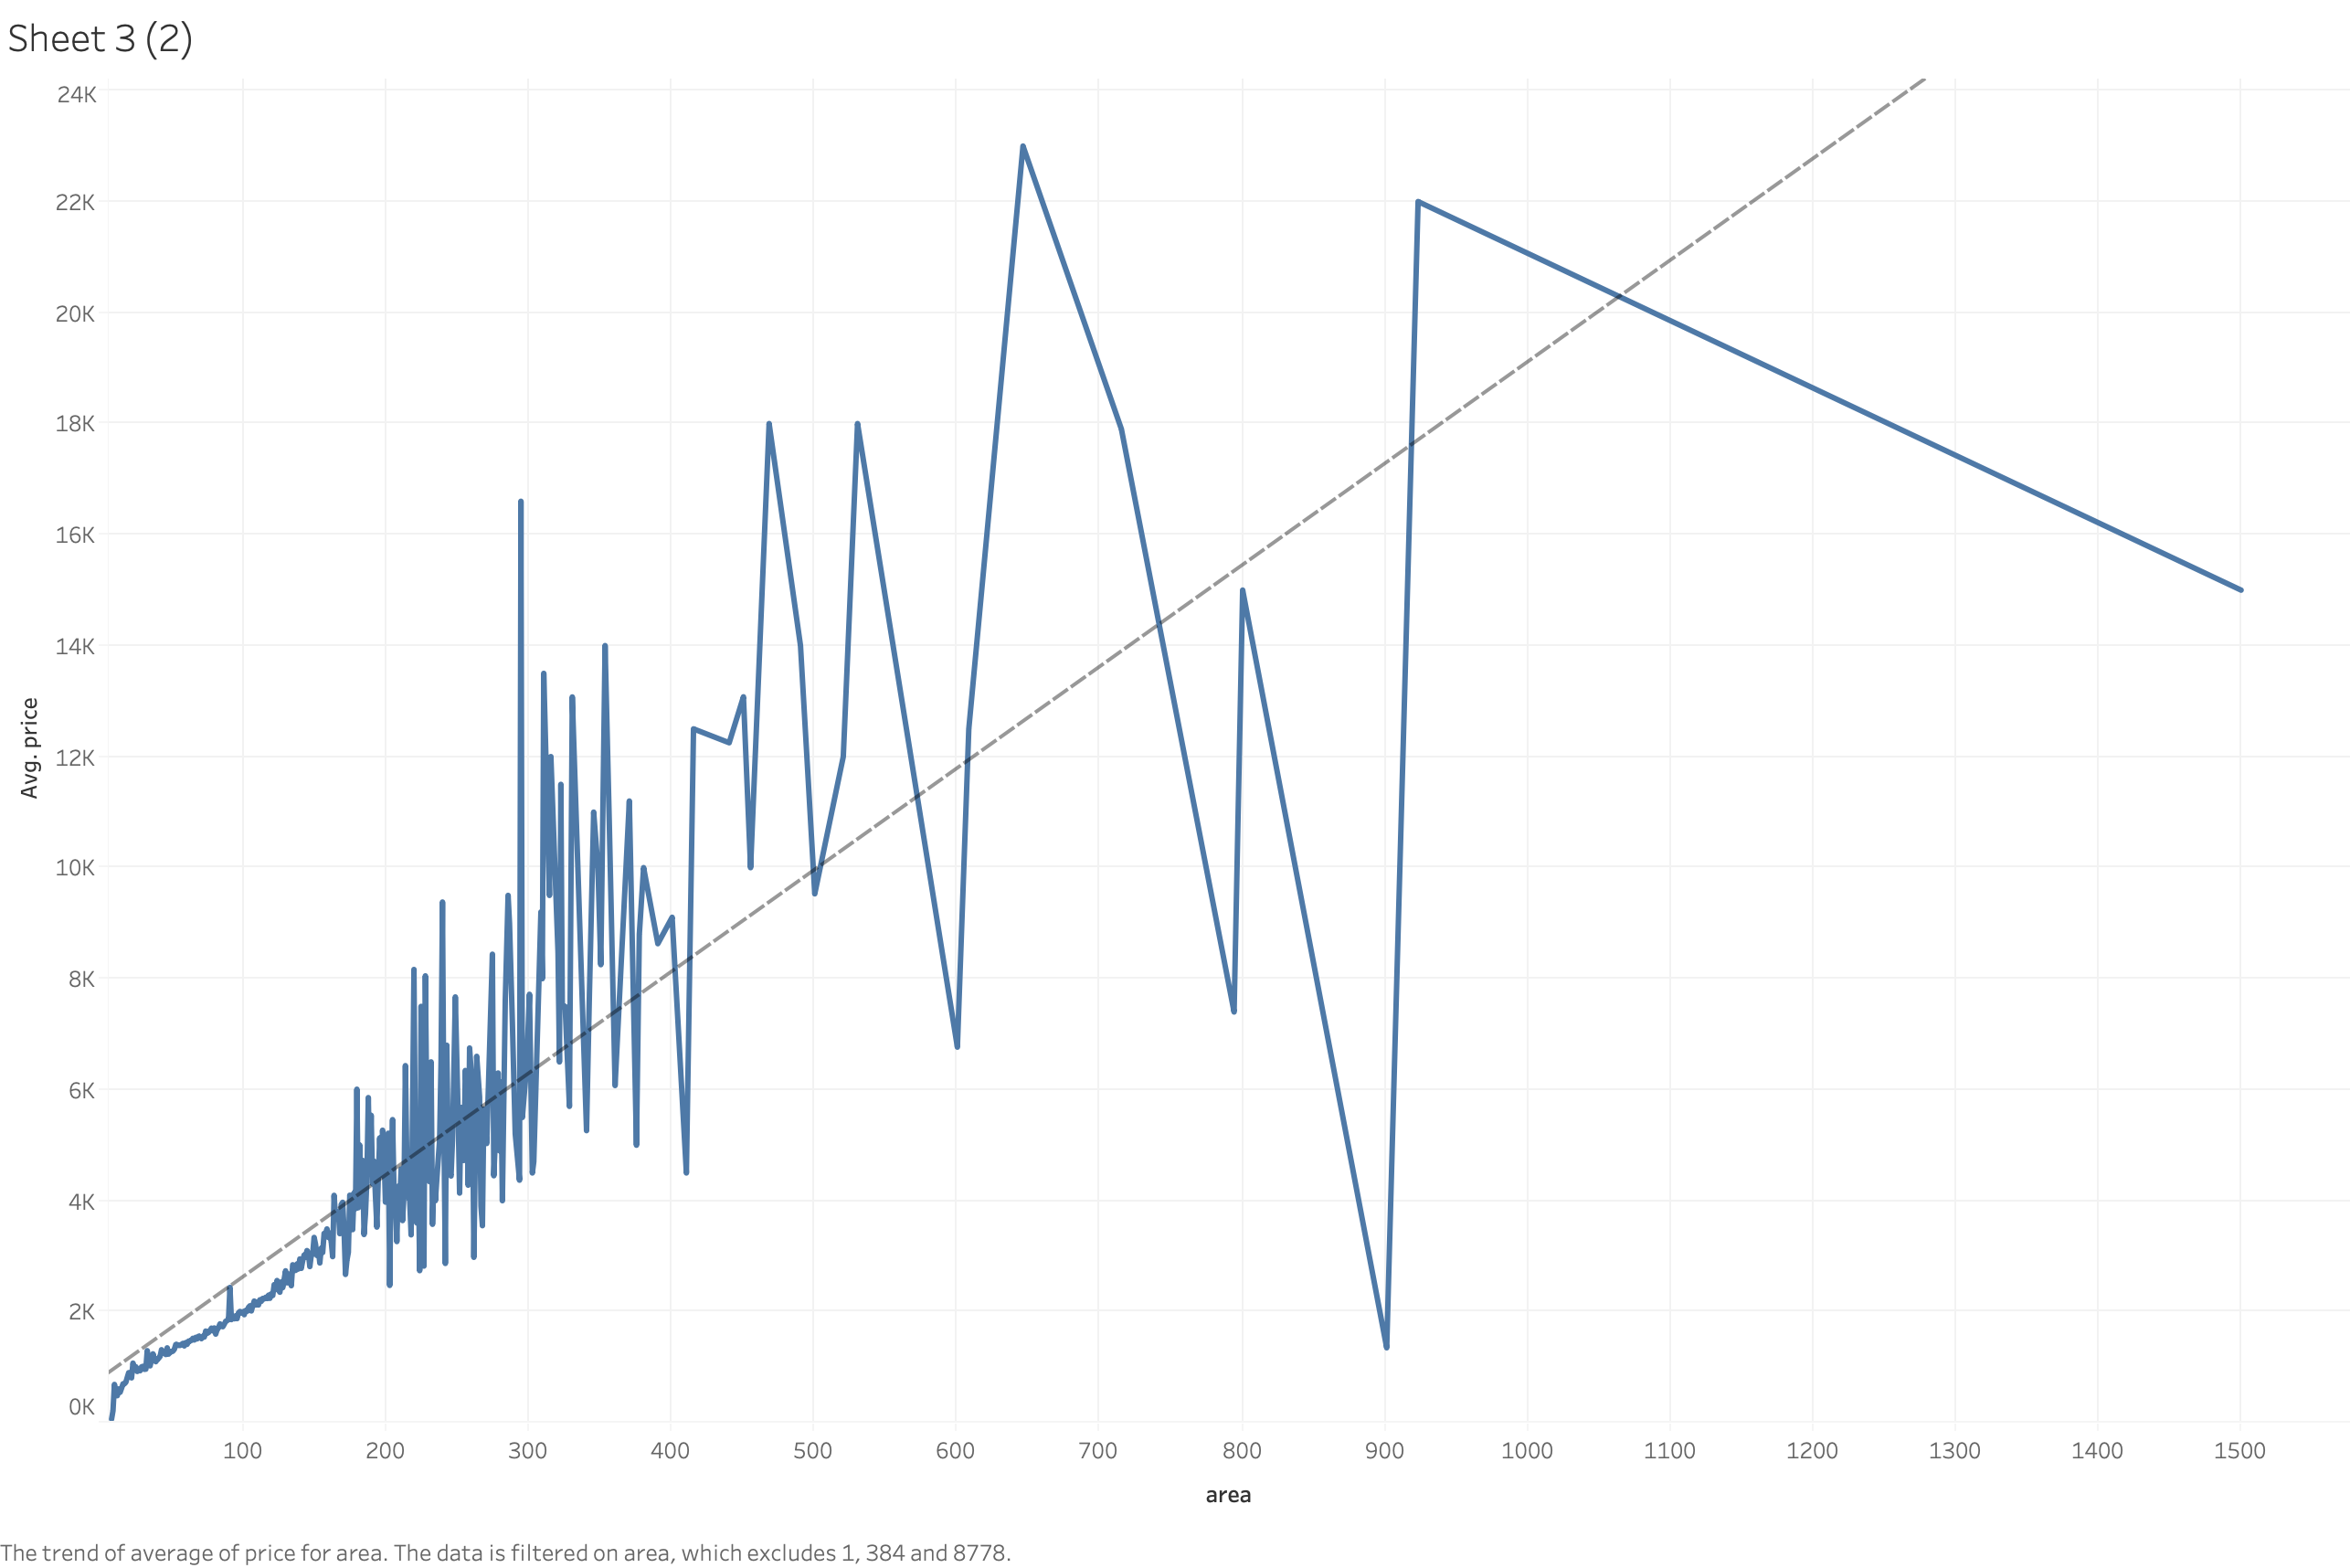 Sheet 3 (2)
24K
22K
20K
18K
16K
14K
12K
10K
8K
6K
4K
2K
0K
Avg. price
100 200 300 400 500 600 700 800 900 1000 1100 1200 1300 1400 1500
area
The trend of average of price for area. The data is filtered on area, which excludes 1, 384 and 8778.